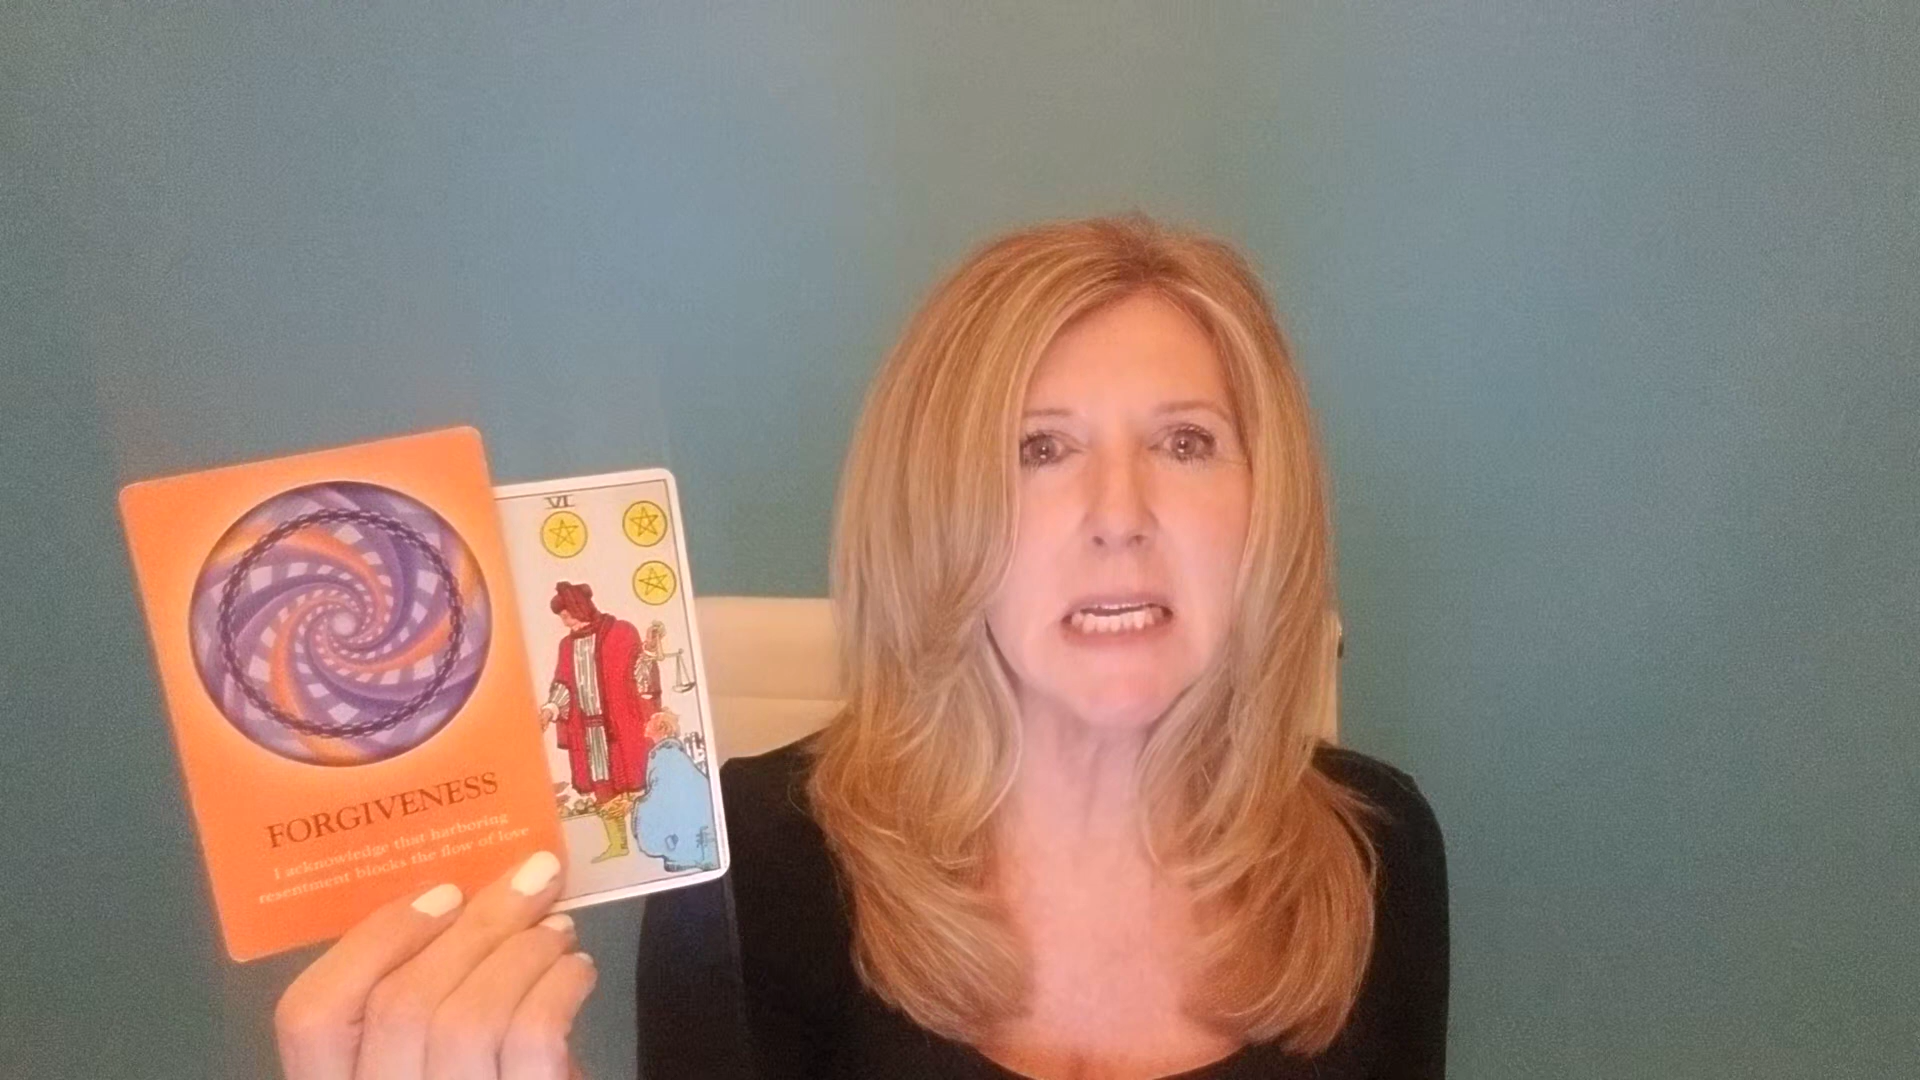 FORGIVENESS
I acknowledge that harboring
resentment blocks the flow of love
VI